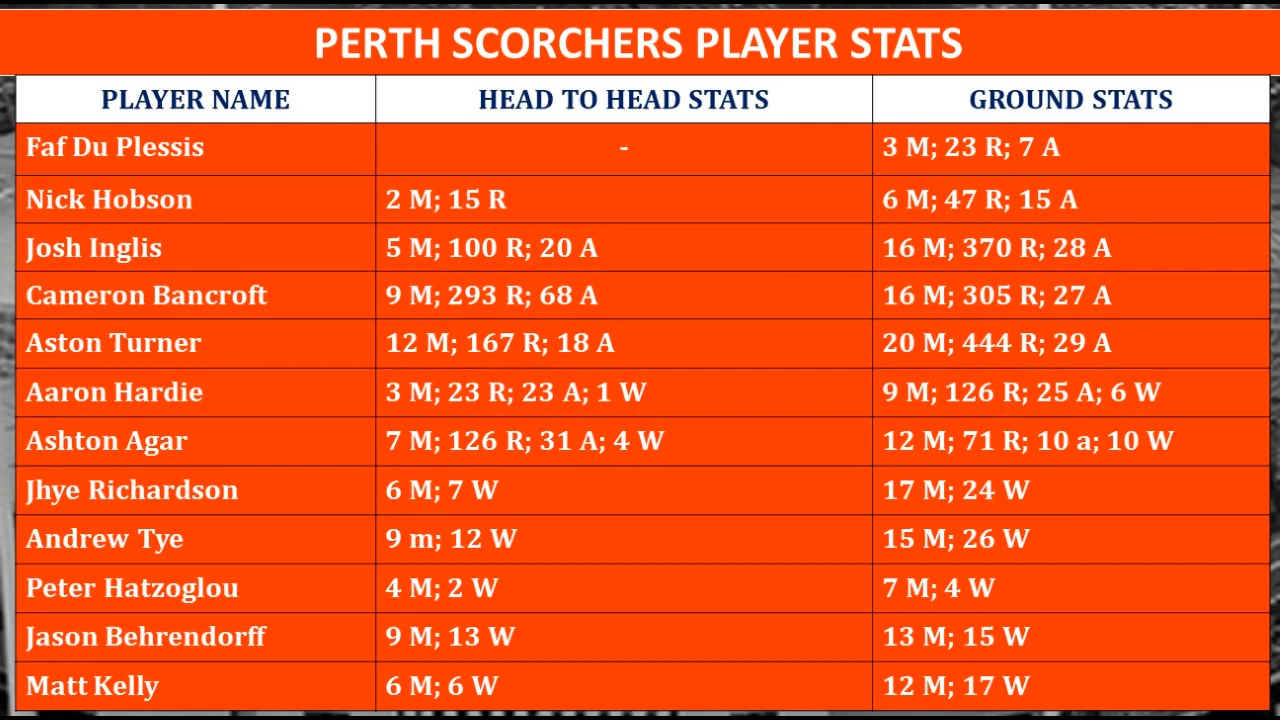 PERTH SCORCHERS PLAYER STATS
PLAYER NAME HEAD TO HEAD STATS GROUND STATS
Faf Du Plessis - 3 M; 23 R; 7 A
Nick Hobson 2 M; 15 R 6 M; 47 R; 15 A
Josh Inglis 5 M; 100 R; 20 A 16 M; 370 R; 28 A
Cameron Bancroft 9 M; 293 R; 68 A 16 M; 305 R; 27 A
Aston Turner 12 M; 167 R; 18 A 20 M; 444 R; 29 A
Aaron Hardie 3 M; 23 R; 23 A; 1 W 9 M; 126 R; 25 A; 6 W
Ashton Agar 7 M; 126 R; 31 A; 4 W 12 M; 71 R; 10 a; 10 W
Jhye Richardson 6 M; 7 W 17 M; 24 W
Andrew Tye 9 m; 12 W 15 M; 26 W
Peter Hatzoglou 4 M; 2 W 7 M; 4 W
Jason Behrendorff 9 M; 13 W 13 M; 15 W
Matt Kelly 6 M; 6 W 12 M; 17 W